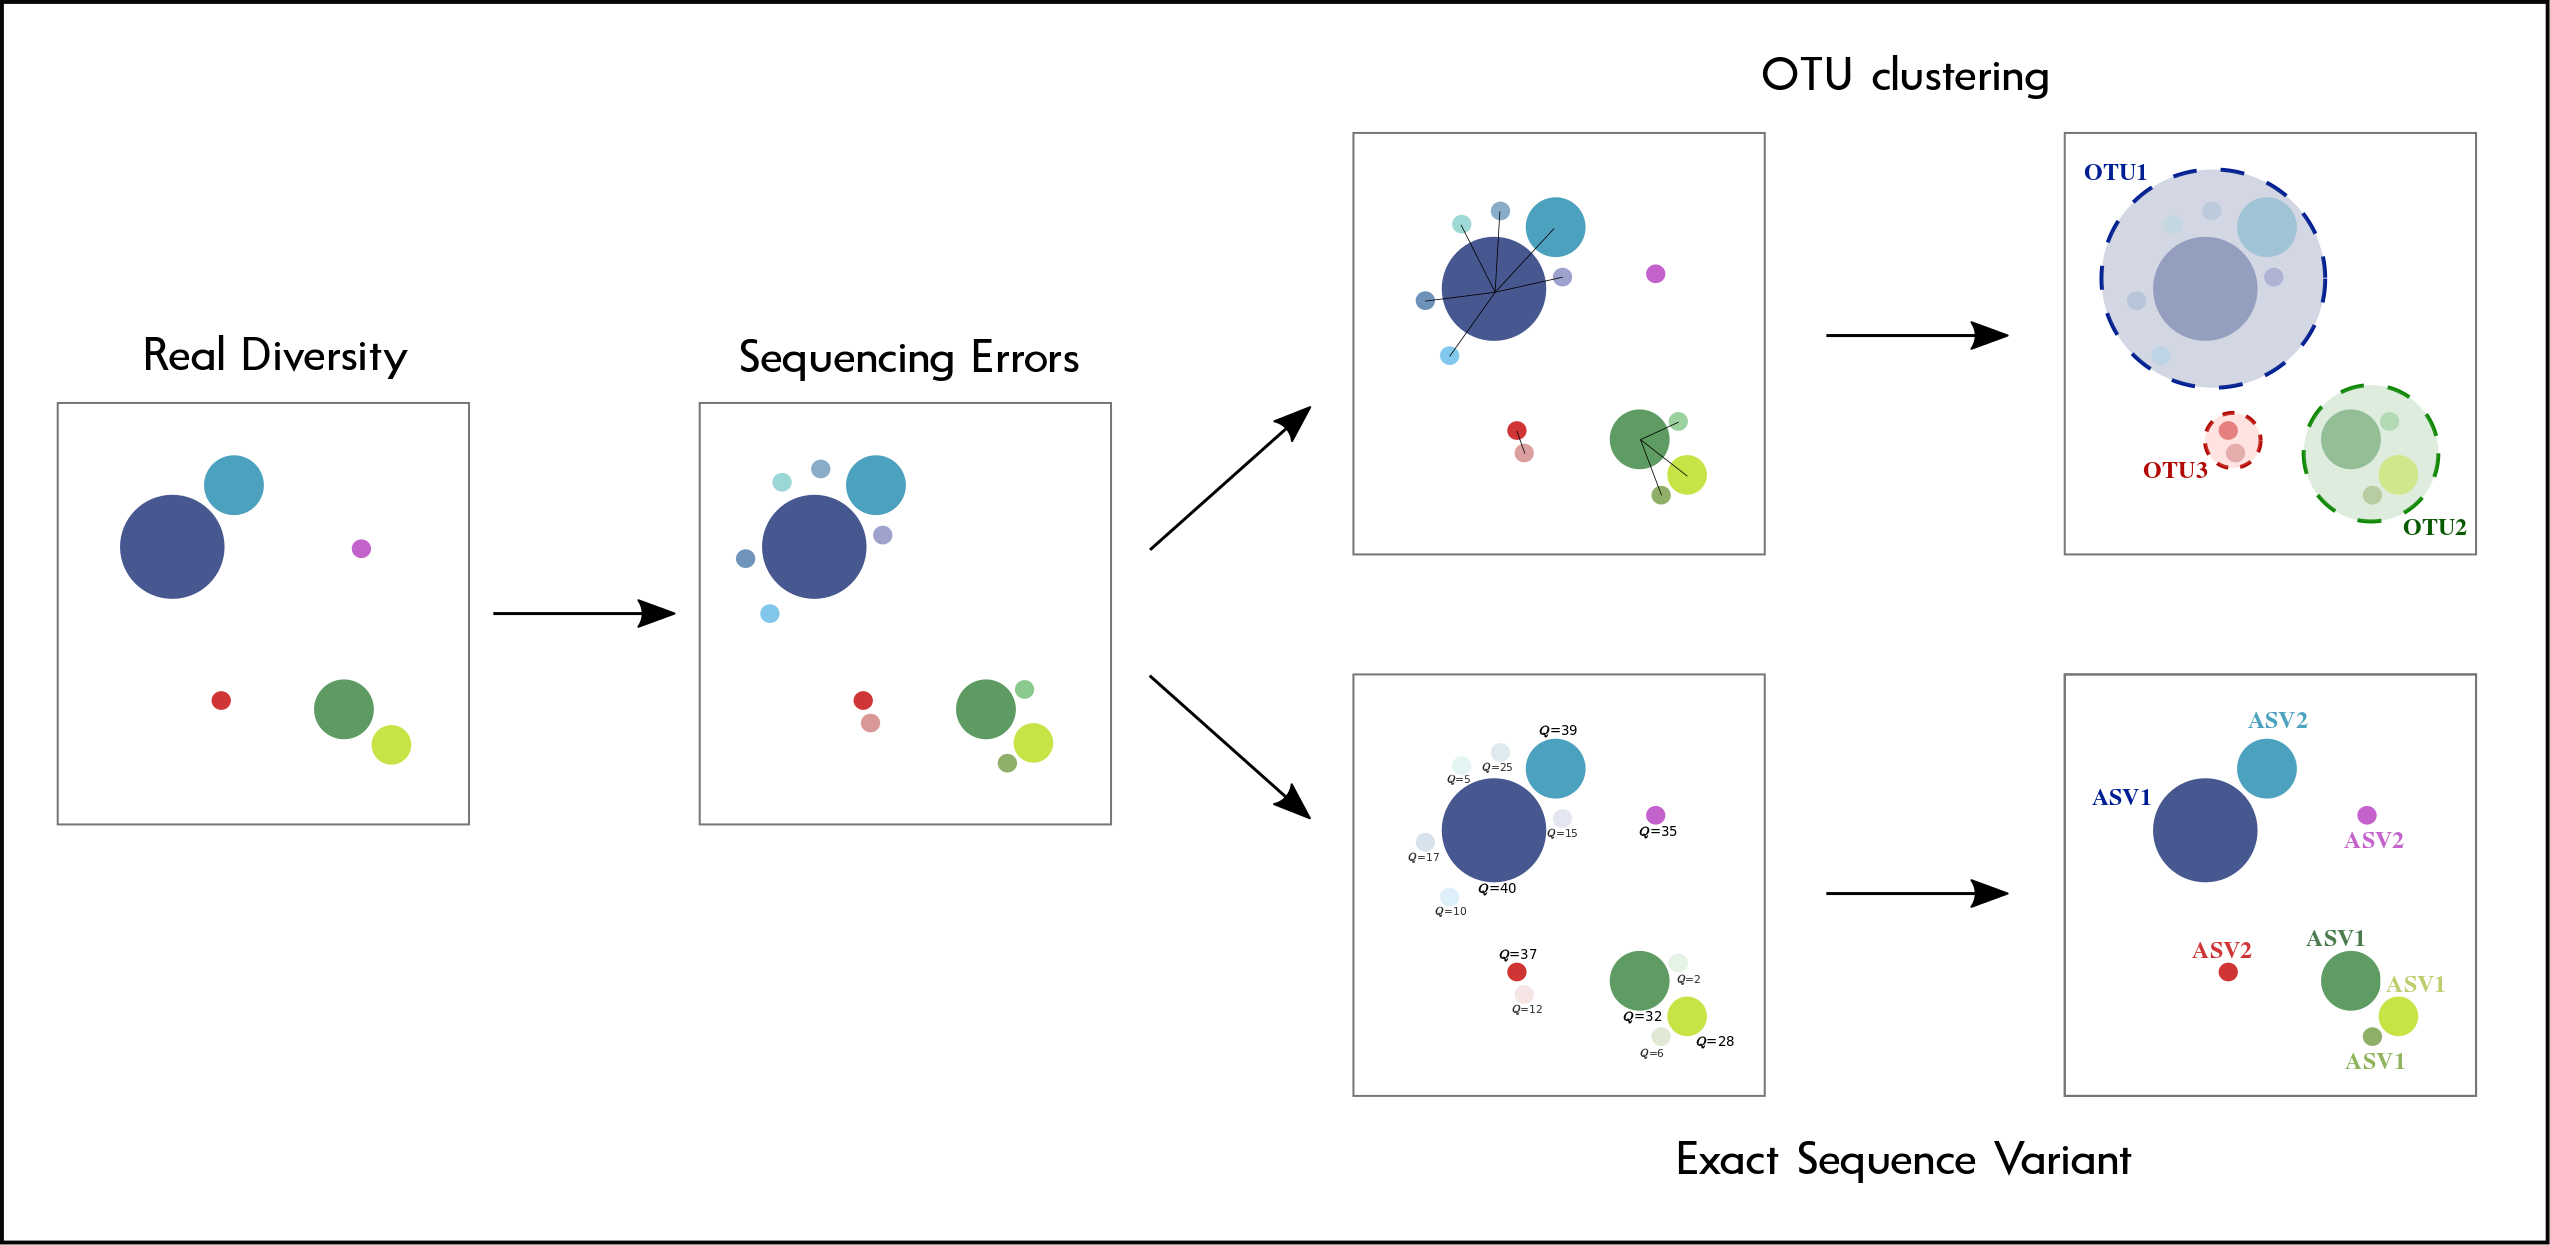 OTU clustering
Real Diversity
Sequencing Errors
OTU1
OTU3
OTU2
Q=39
Q=5
Q=25
Q=15
Q=35
Q=17
Q=40
Q=10
Q=37
Q=12
Q=2
Q=32
Q=28
Q=6
ASV2
ASV1
ASV2
ASV2
ASV1
ASV1
ASV1
Exact Sequence Variant